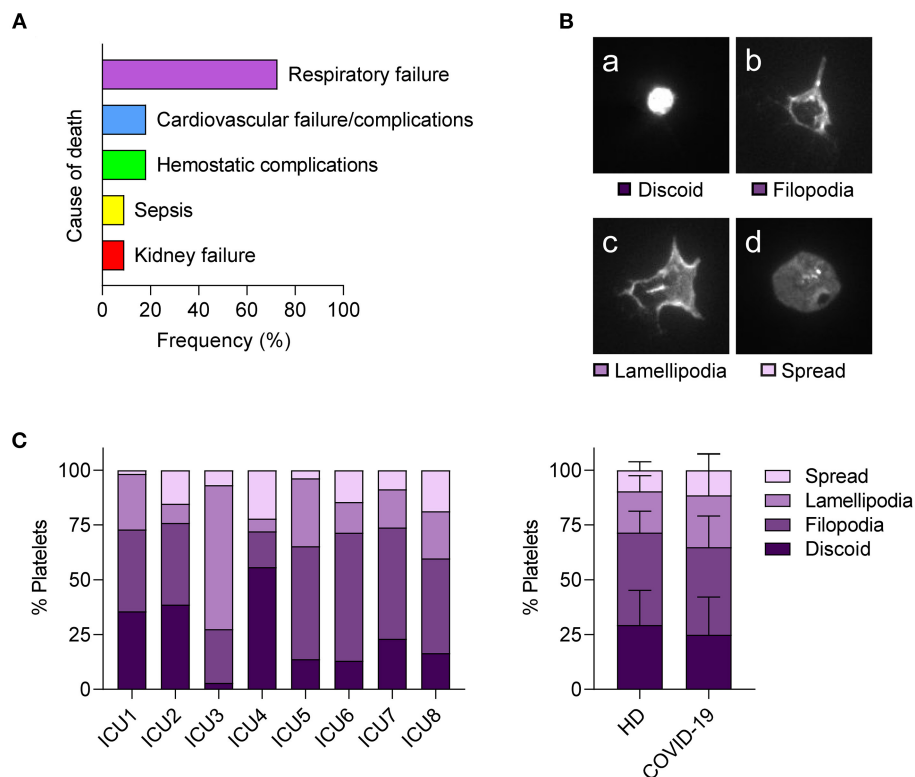 A
Cause of death
Respiratory failure
Cardiovascular failure/complications
Hemostatic complications
Sepsis
Kidney failure
0 20 40 60 80 100
Frequency (%)
B
a
b
Discoid
Filopodia
c
d
Lamellipodia
Spread
C
% Platelets
100
75
50
25
0
ICU1
ICU2
ICU3
ICU4
ICU5
ICU6
ICU7
ICU8
% Platelets
100
75
50
25
0
HD
COVID-19
Spread
Lamellipodia
Filopodia
Discoid